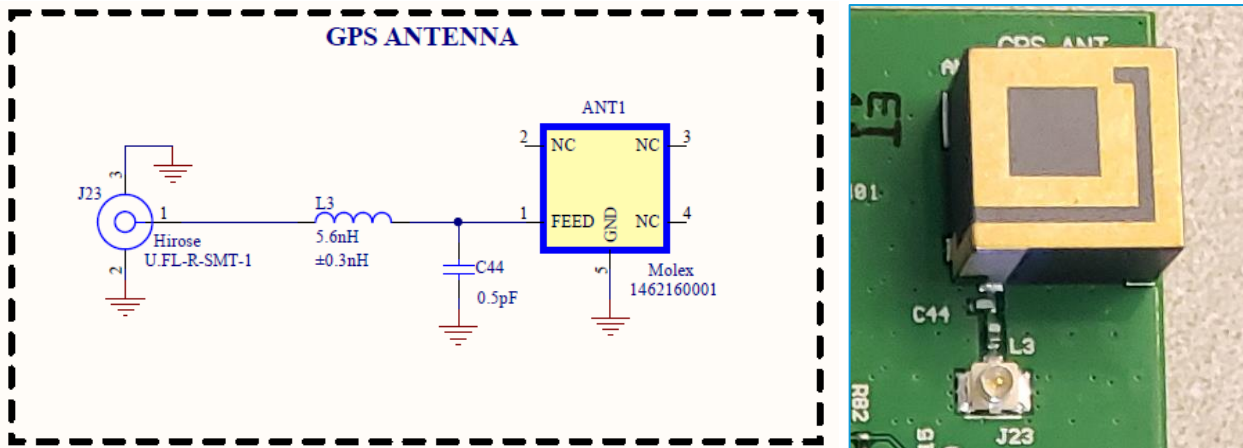 GPS ANTENNA
ANT1
2
NC
NC
3
3
J23
1
L3
5.6nH
±0.3nH
1
FEED
GND
NC
4
Hirose
U.FL-R-SMT-1
2
C44
0.5pF
5
Molex
1462160001
GPS ANT
C44
L3
R82
J23